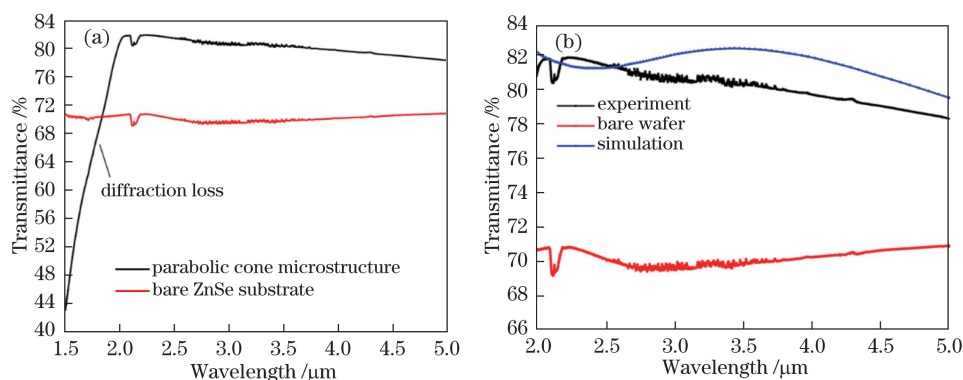 (a)
Transmittance /%
84
80
76
72
68
64
60
56
52
48
44
40
diffraction loss
parabolic cone microstructure
bare ZnSe substrate
1.5 2.0 2.5 3.0 3.5 4.0 4.5 5.0
Wavelength /μm
(b)
Transmittance /%
84
82
80
78
76
74
72
70
68
66
experiment
bare wafer
simulation
2.0 2.5 3.0 3.5 4.0 4.5 5.0
Wavelength /μm